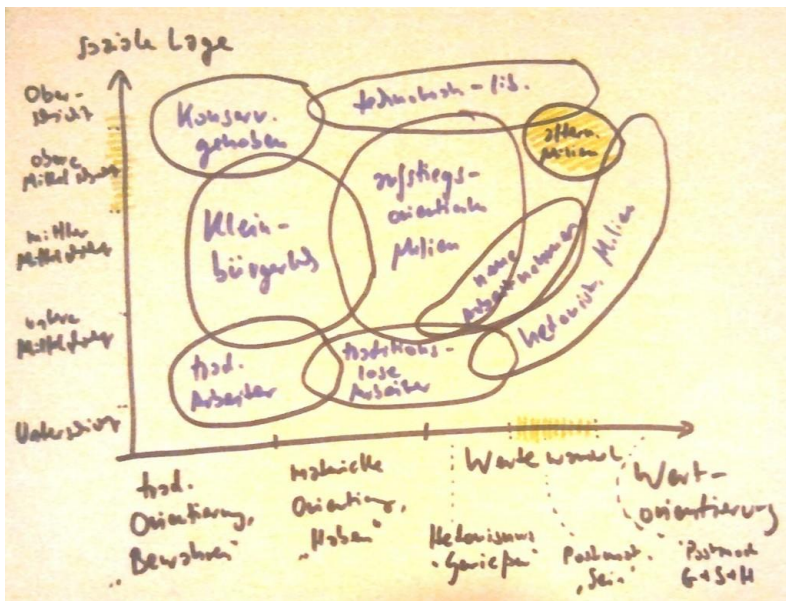 soziale Lage
Ober-
schicht
obere
Mittelschicht
mittlere
Mittelschicht
untere
Mittelschicht
Unterschicht
Konserv.
gehoben
technokrat.-lib.
altern.
Milieu
Klein-
bürgerlich
aufstiegs-
orientiertes
Milieu
neues
Arbeitnehmer
hedonist. Milieu
trad.
Arbeiter
traditions-
lose
Arbeiter
trad.
Orientierung,
„Bewahren"
materielle
Orientierung,
„Haben"
Wertewandel
Hedonismus
„Genießen"
Postmat.
„Sein"
Wert-
orientierung
Postmod.
G+S+H